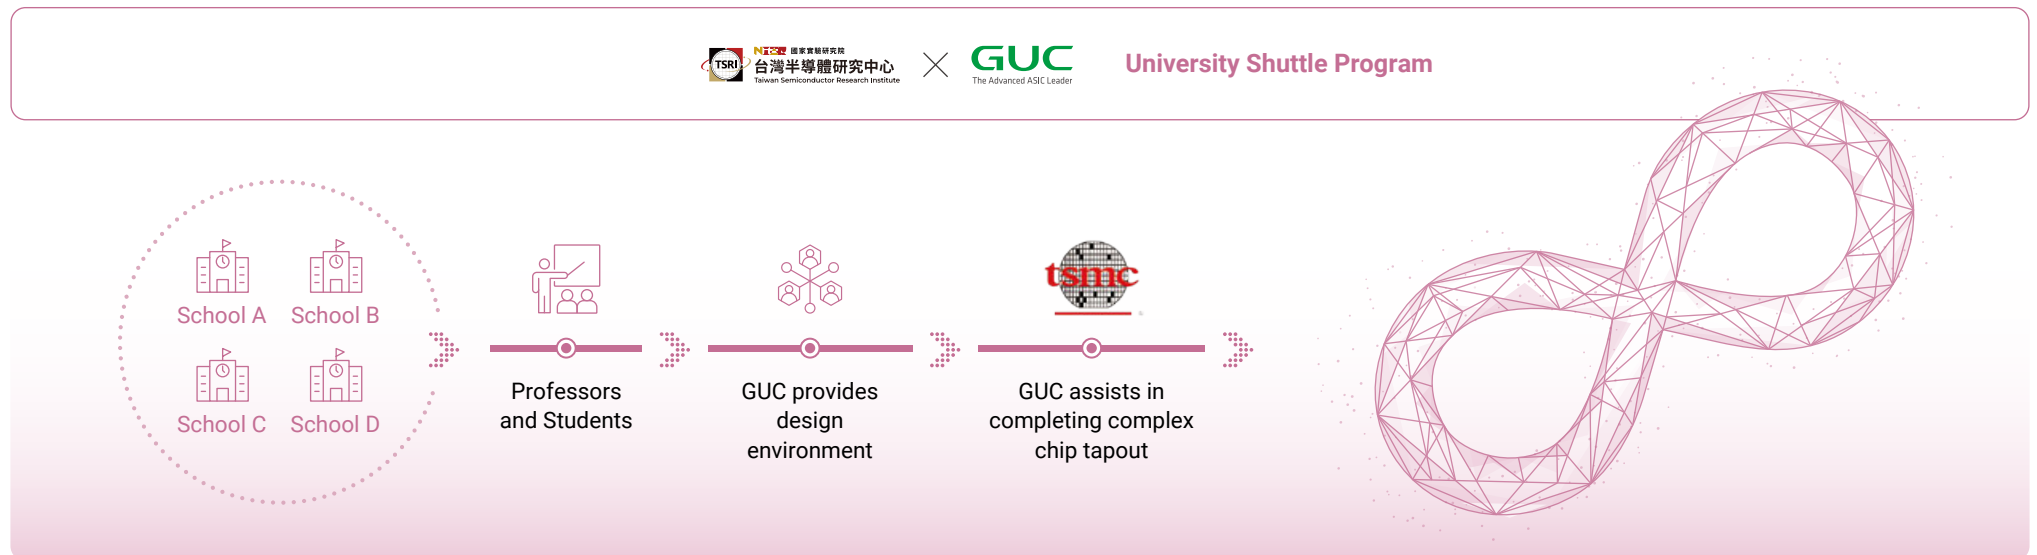 NIAR 國家實驗研究院
TSRI
台灣半導體研究中心
Taiwan Semiconductor Research Institute
GUC
The Advanced ASIC Leader
University Shuttle Program
School A
School B
School C
School D
Professors
and Students
GUC provides
design
environment
tsmc
GUC assists in
completing complex
chip tapout